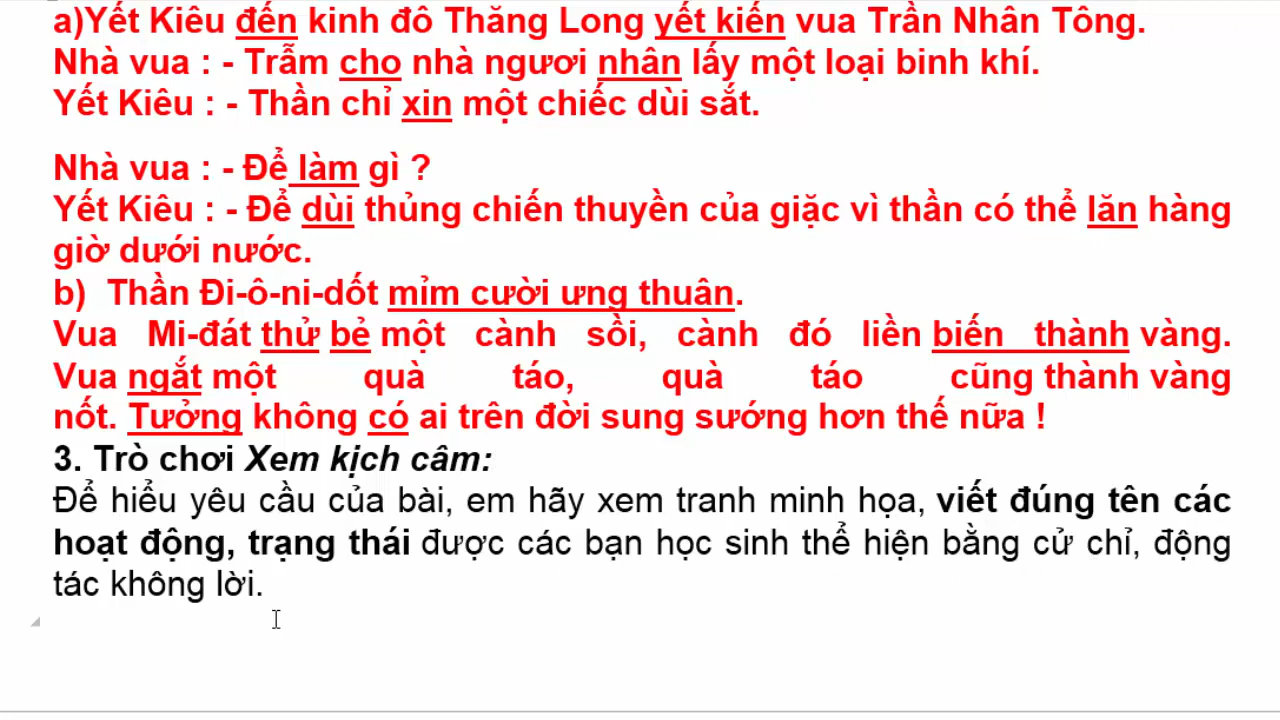 a)Yết Kiêu đến kinh đô Thăng Long yết kiến vua Trần Nhân Tông.
Nhà vua : - Trẫm cho nhà ngươi nhân lấy một loại binh khí.
Yết Kiêu : - Thần chỉ xin một chiếc dùi sắt.
Nhà vua : - Để làm gì ?
Yết Kiêu : - Để dùi thủng chiến thuyền của giặc vì thần có thể lăn hàng
giờ dưới nước.
b) Thần Đi-ô-ni-dốt mỉm cười ưng thuân.
Vua Mi-đát thử bẻ một cành sồi, cành đó liền biến thành vàng.
Vua ngắt một quả táo, quả táo cũng thành vàng
nốt. Tưởng không có ai trên đời sung sướng hơn thế nữa !
3. Trò chơi Xem kịch câm:
Để hiểu yêu cầu của bài, em hãy xem tranh minh họa, viết đúng tên các
hoạt động, trạng thái được các bạn học sinh thể hiện bằng cử chỉ, động
tác không lời.